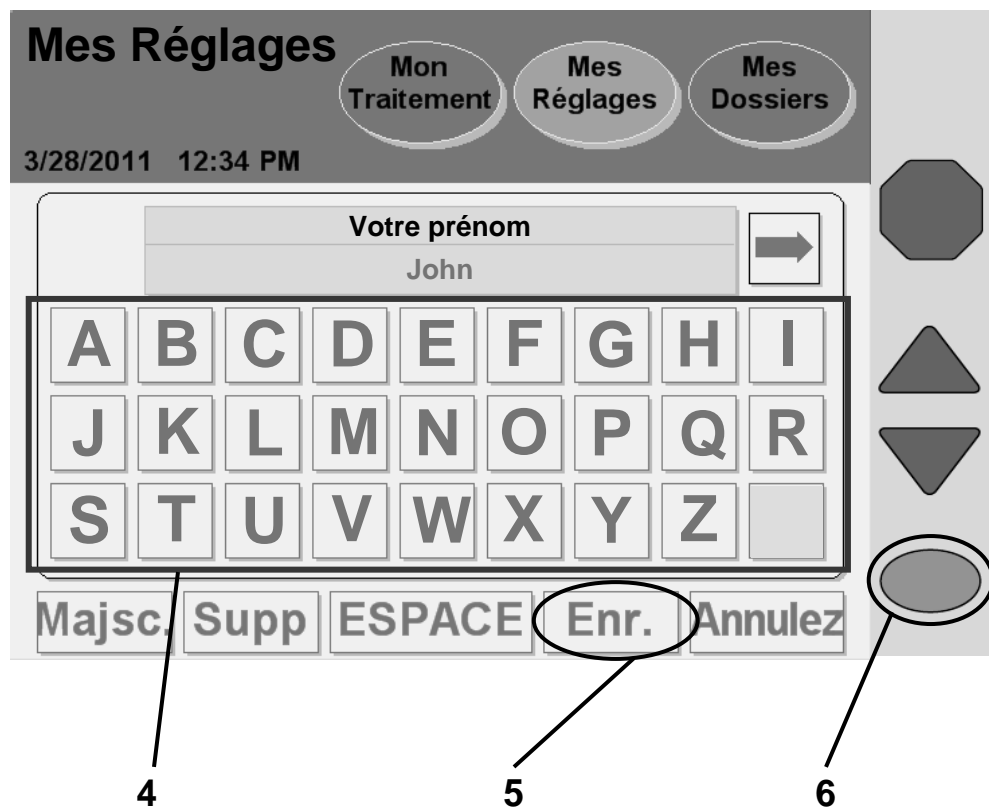 Mes Réglages
Mon
Traitement
Mes
Réglages
Mes
Dossiers
3/28/2011 12:34 PM
Votre prénom
John
A B C D E F G H I
J K L M N O P Q R
S T U V W X Y Z
Majsc. Supp ESPACE Enr. Annulez
4 5 6